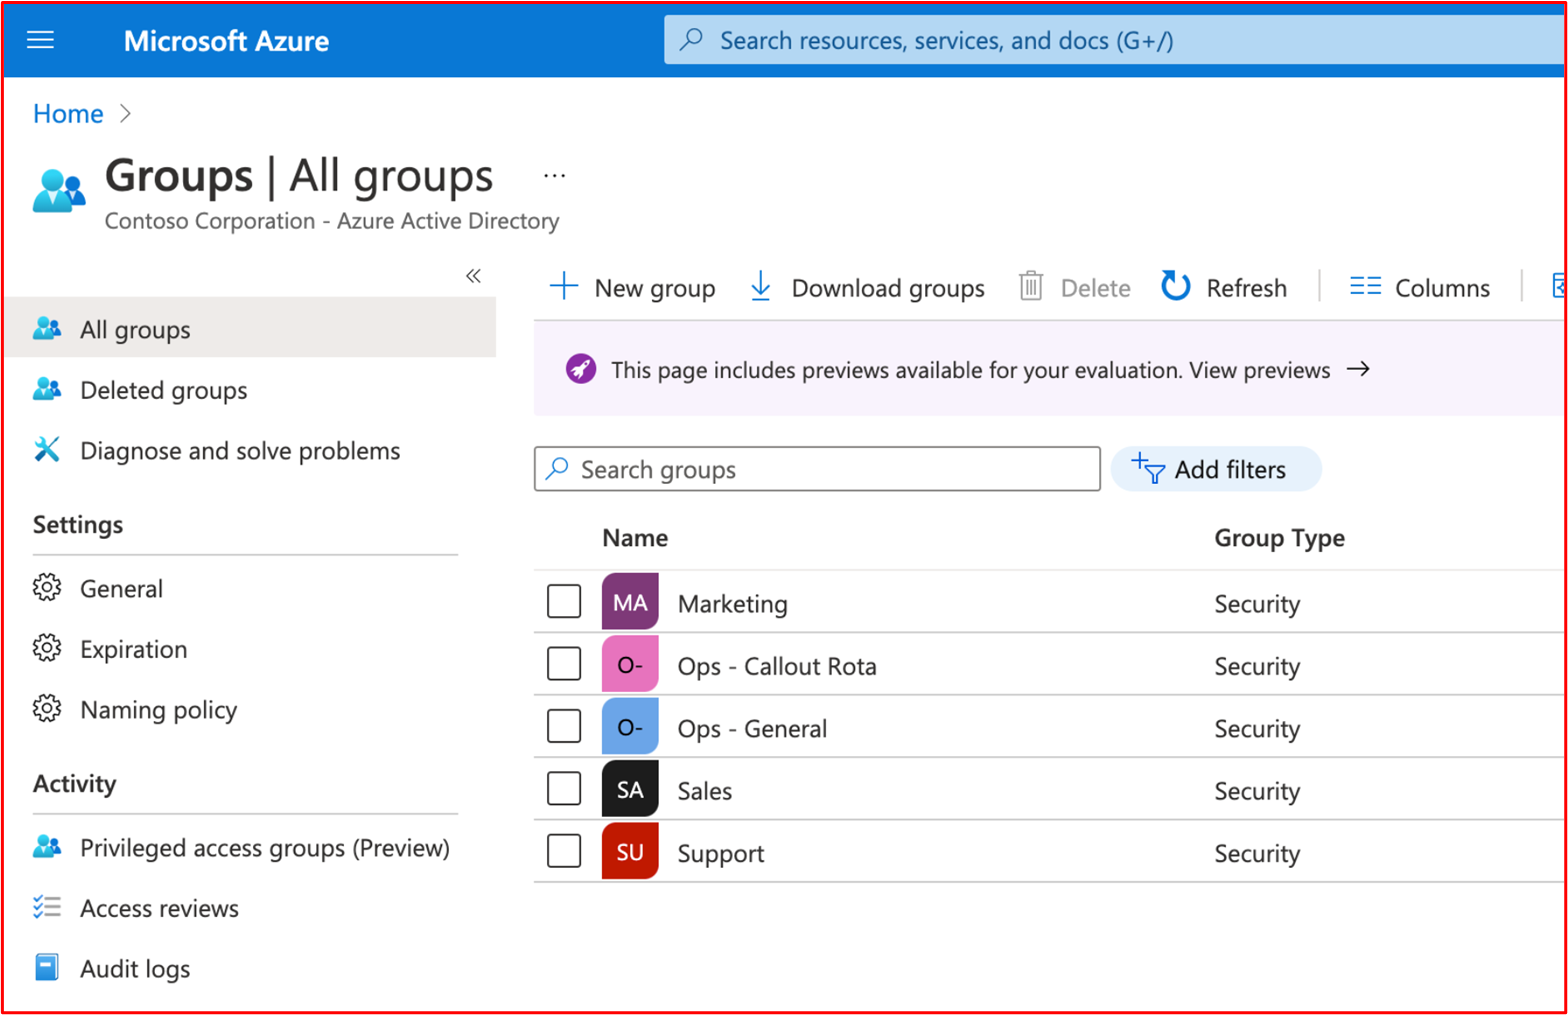 Microsoft Azure
Search resources, services, and docs (G+/)
Home
Groups | All groups ...
Contoso Corporation - Azure Active Directory
All groups
Deleted groups
Diagnose and solve problems
Settings
General
Expiration
Naming policy
Activity
Privileged access groups (Preview)
Access reviews
Audit logs
New group Download groups Delete Refresh Columns
This page includes previews available for your evaluation. View previews →
Search groups Add filters
Name Group Type
MA Marketing Security
O- Ops - Callout Rota Security
O- Ops - General Security
SA Sales Security
SU Support Security